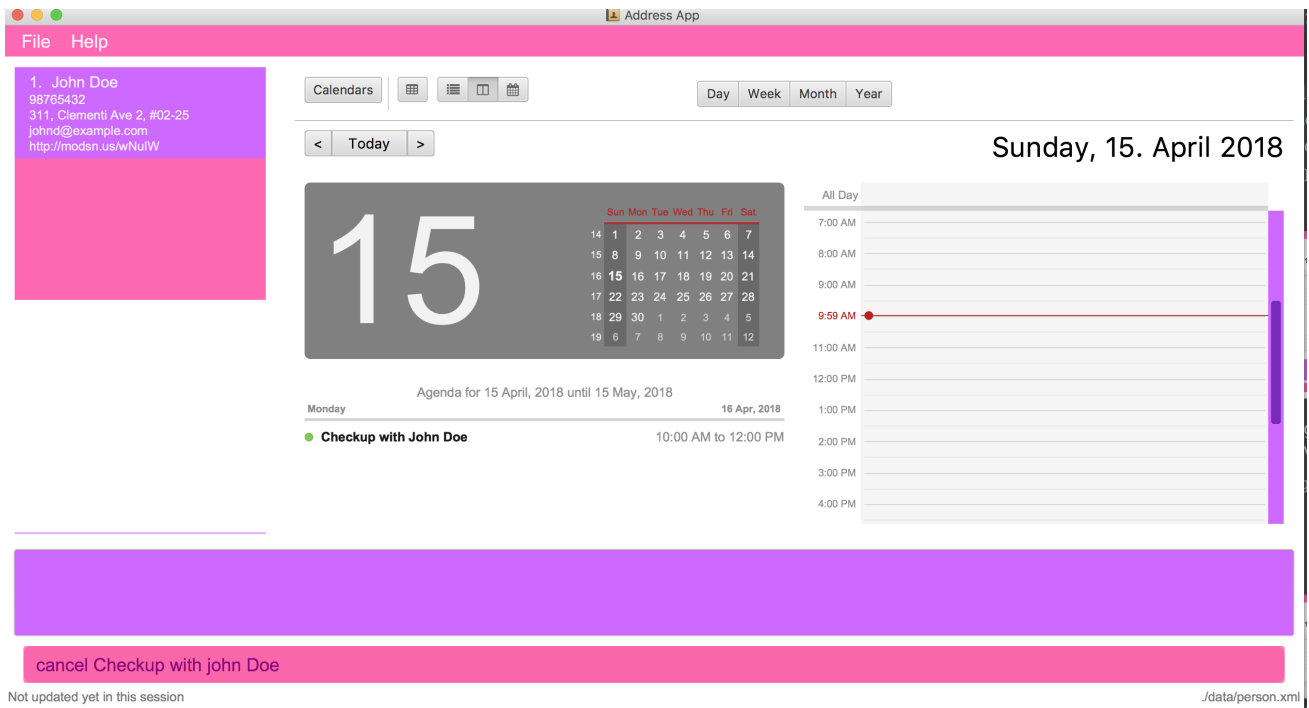 Address App
File Help
1. John Doe
98765432
311, Clementi Ave 2, #02-25
johnd@example.com
http://modsn.us/wNuIW
Calendars
Day Week Month Year
< Today >
Sunday, 15. April 2018
15
Sun Mon Tue Wed Thu Fri Sat
14 1 2 3 4 5 6 7
15 8 9 10 11 12 13 14
16 15 16 17 18 19 20 21
17 22 23 24 25 26 27 28
18 29 30 1 2 3 4 5
19 6 7 8 9 10 11 12
Agenda for 15 April, 2018 until 15 May, 2018
Monday 16 Apr, 2018
Checkup with John Doe 10:00 AM to 12:00 PM
All Day
7:00 AM
8:00 AM
9:00 AM
9:59 AM
11:00 AM
12:00 PM
1:00 PM
2:00 PM
3:00 PM
4:00 PM
cancel Checkup with john Doe
Not updated yet in this session ./data/person.xml